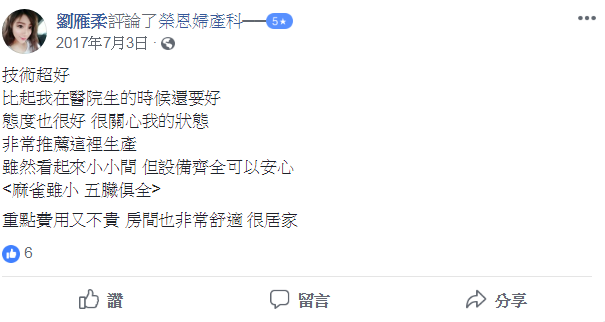 劉雁柔評論了榮恩婦產科—— 5★
2017年7月3日
技術超好
比起我在醫院生的時候還要好
態度也很好 很關心我的狀態
非常推薦這裡生產
雖然看起來小小間 但設備齊全可以安心
<麻雀雖小 五臟俱全>
重點費用又不貴 房間也非常舒適 很居家
6
讚 留言 分享